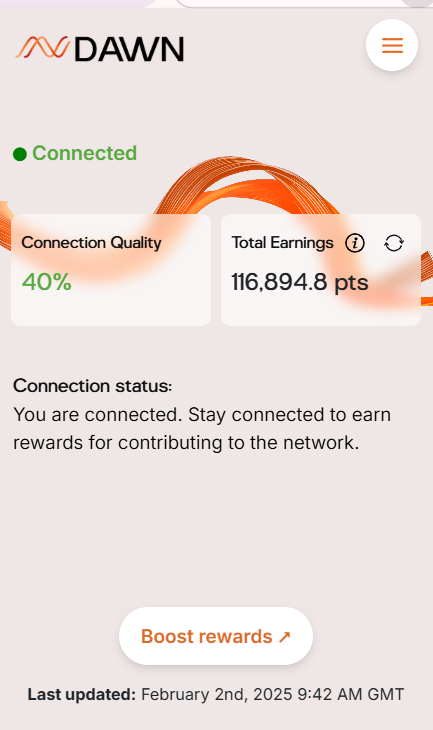 DAWN
Connected
Connection Quality
40%
Total Earnings i
116,894.8 pts
Connection status:
You are connected. Stay connected to earn
rewards for contributing to the network.
Boost rewards ↗
Last updated: February 2nd, 2025 9:42 AM GMT